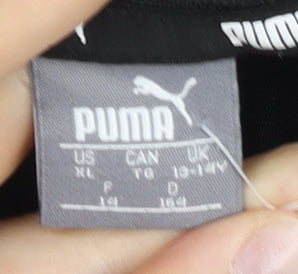 PUMA
PUMA
US CAN UK
XL TG 13-14Y
F D
14 164